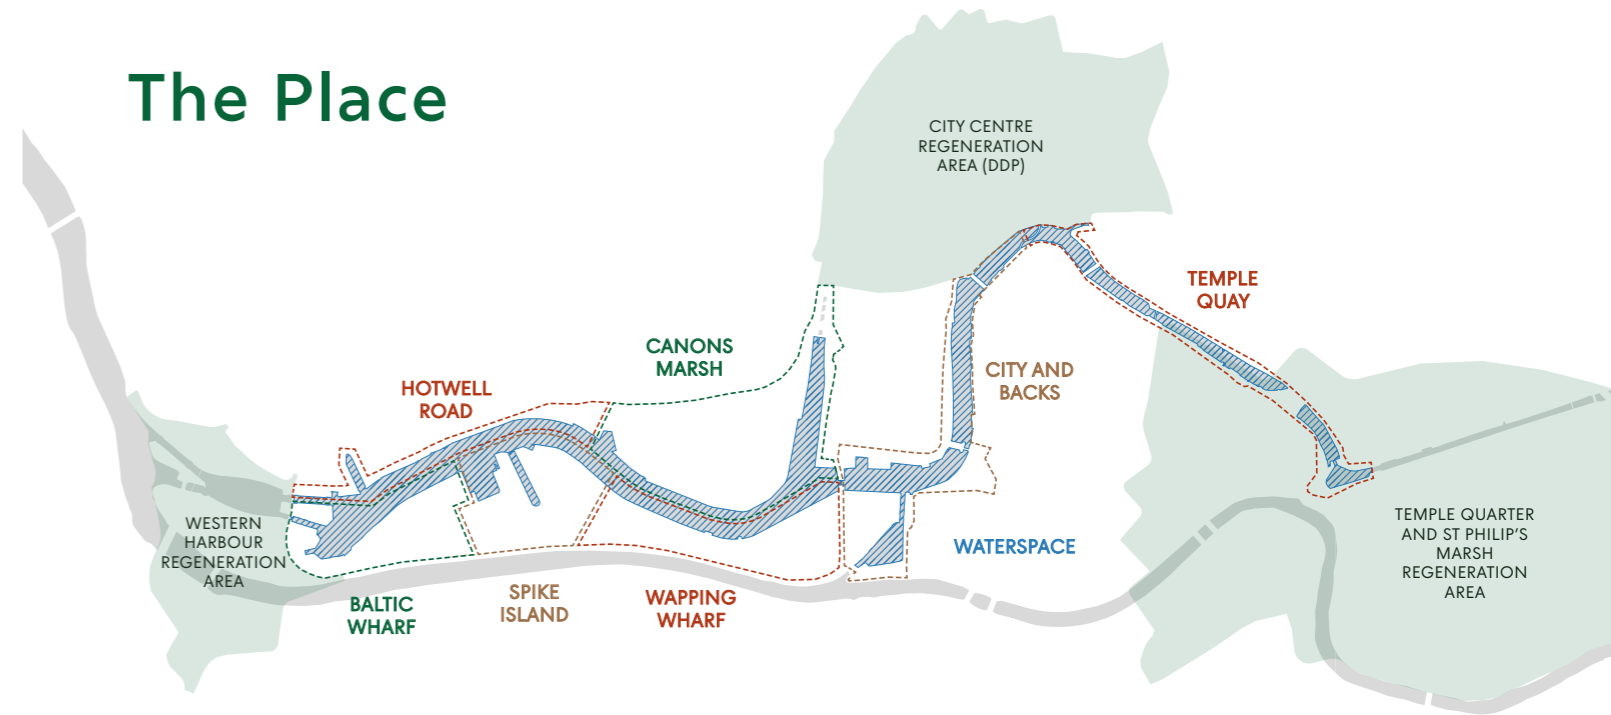 The Place
CITY CENTRE
REGENERATION
AREA (DDP)
TEMPLE
QUAY
CANONS
MARSH
CITY AND
BACKS
HOTWELL
ROAD
WESTERN
HARBOUR
REGENERATION
AREA
TEMPLE QUARTER
AND ST PHILIP'S
MARSH
REGENERATION
AREA
WATERSPACE
BALTIC
WHARF
SPIKE
ISLAND
WAPPING
WHARF